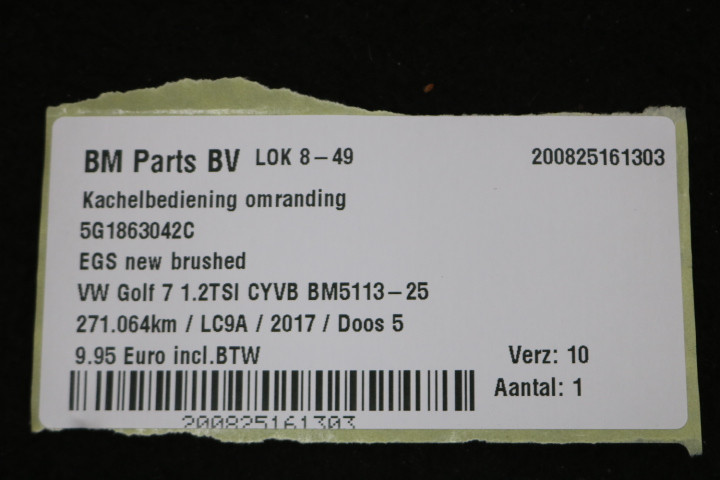 BM Parts BV LOK 8-49 200825161303
Kachelbediening omranding
5G1863042C
EGS new brushed
VW Golf 7 1.2TSI CYVB BM5113-25
271.064km / LC9A / 2017 / Doos 5
9.95 Euro incl.BTW Verz: 10
Aantal: 1
200825161303